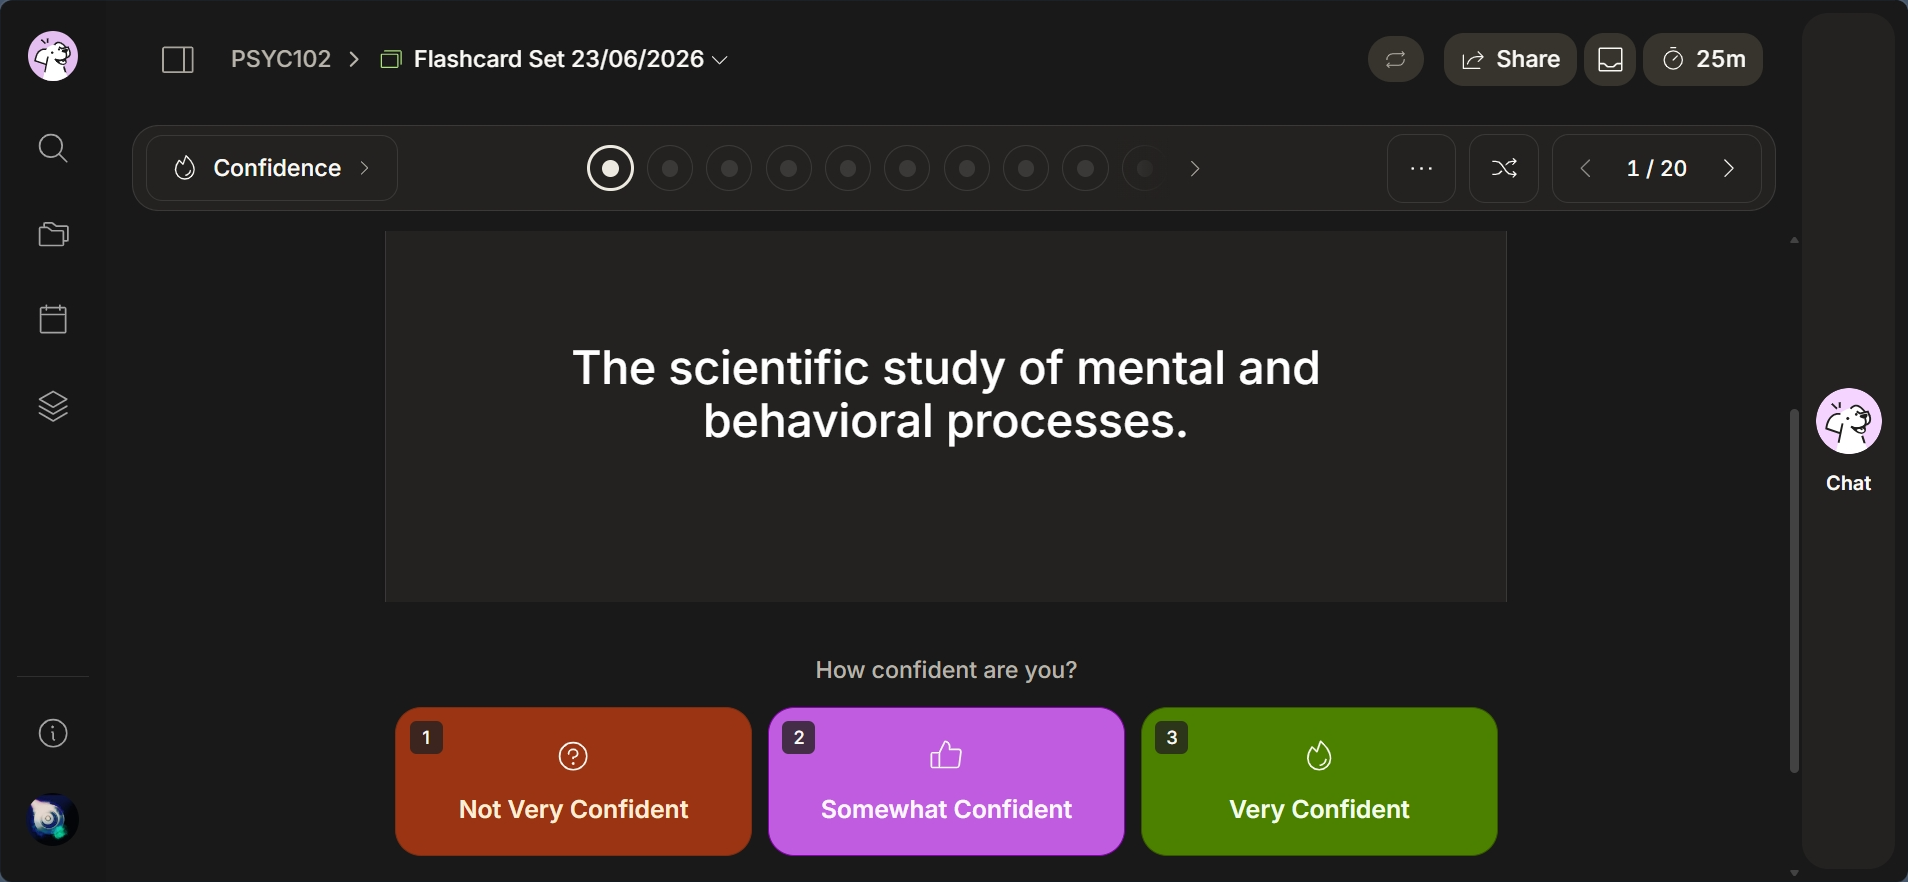 PSYC102
Flashcard Set 23/06/2026
Share
25m
Confidence
1 / 20
The scientific study of mental and
behavioral processes.
Chat
How confident are you?
1
Not Very Confident
2
Somewhat Confident
3
Very Confident